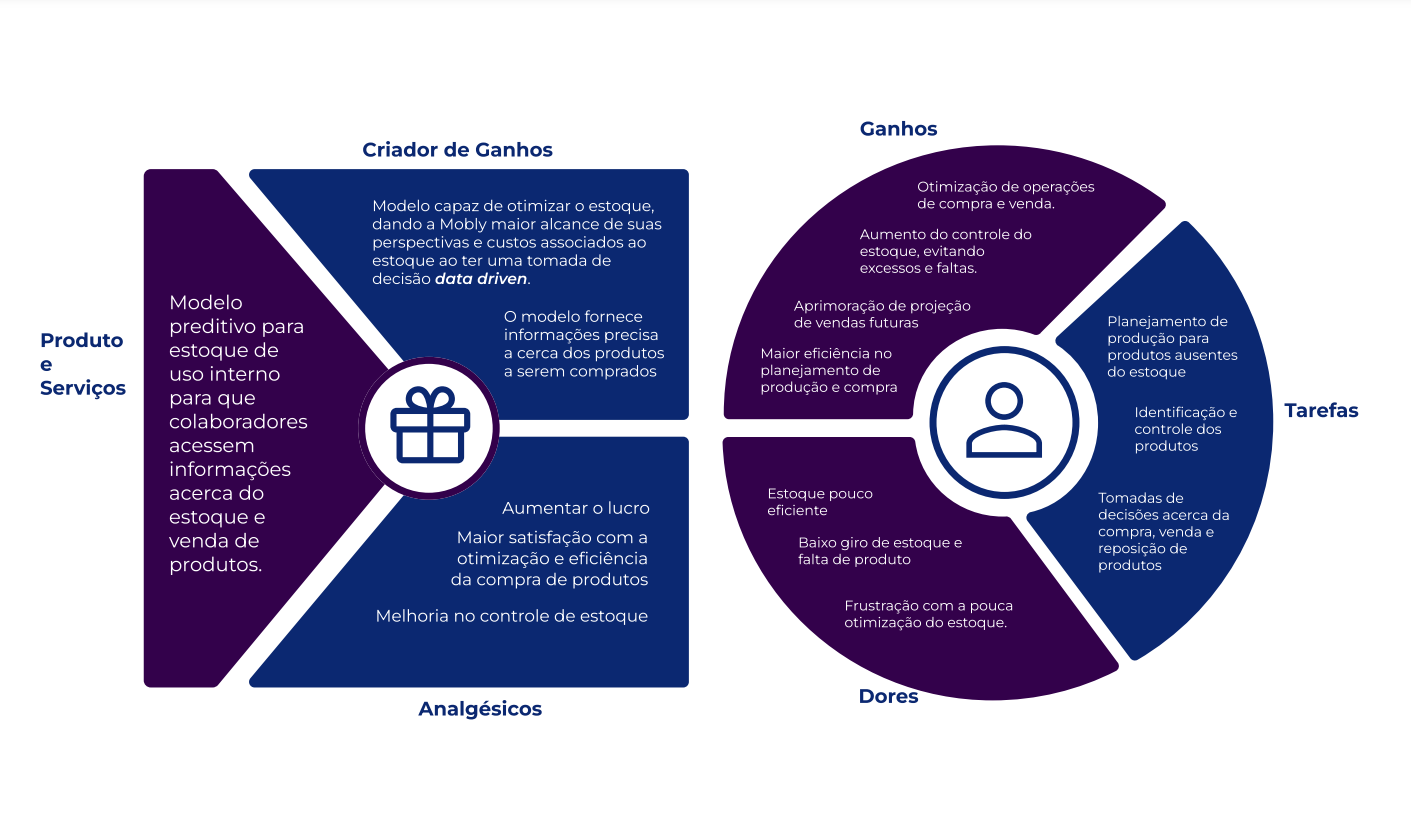 Criador de Ganhos
Modelo capaz de otimizar o estoque,
dando a Mobly maior alcance de suas
perspectivas e custos associados ao
estoque ao ter uma tomada de
decisão data driven.
O modelo fornece
informações precisa
a cerca dos produtos
a serem comprados
Produto
e
Serviços
Modelo
preditivo para
estoque de
uso interno
para que
colaboradores
acessem
informações
acerca do
estoque e
venda de
produtos.
Aumentar o lucro
Maior satisfação com a
otimização e eficiência
da compra de produtos
Melhoria no controle de estoque
Analgésicos
Ganhos
Otimização de operações
de compra e venda.
Aumento do controle do
estoque, evitando
excessos e faltas.
Aprimoração de projeção
de vendas futuras
Maior eficiência no
planejamento de
produção e compra
Planejamento de
produção para
produtos ausentes
do estoque
Identificação e
controle dos
produtos
Tomadas de
decisões acerca da
compra, venda e
reposição de
produtos
Tarefas
Estoque pouco
eficiente
Baixo giro de estoque e
falta de produto
Frustração com a pouca
otimização do estoque.
Dores